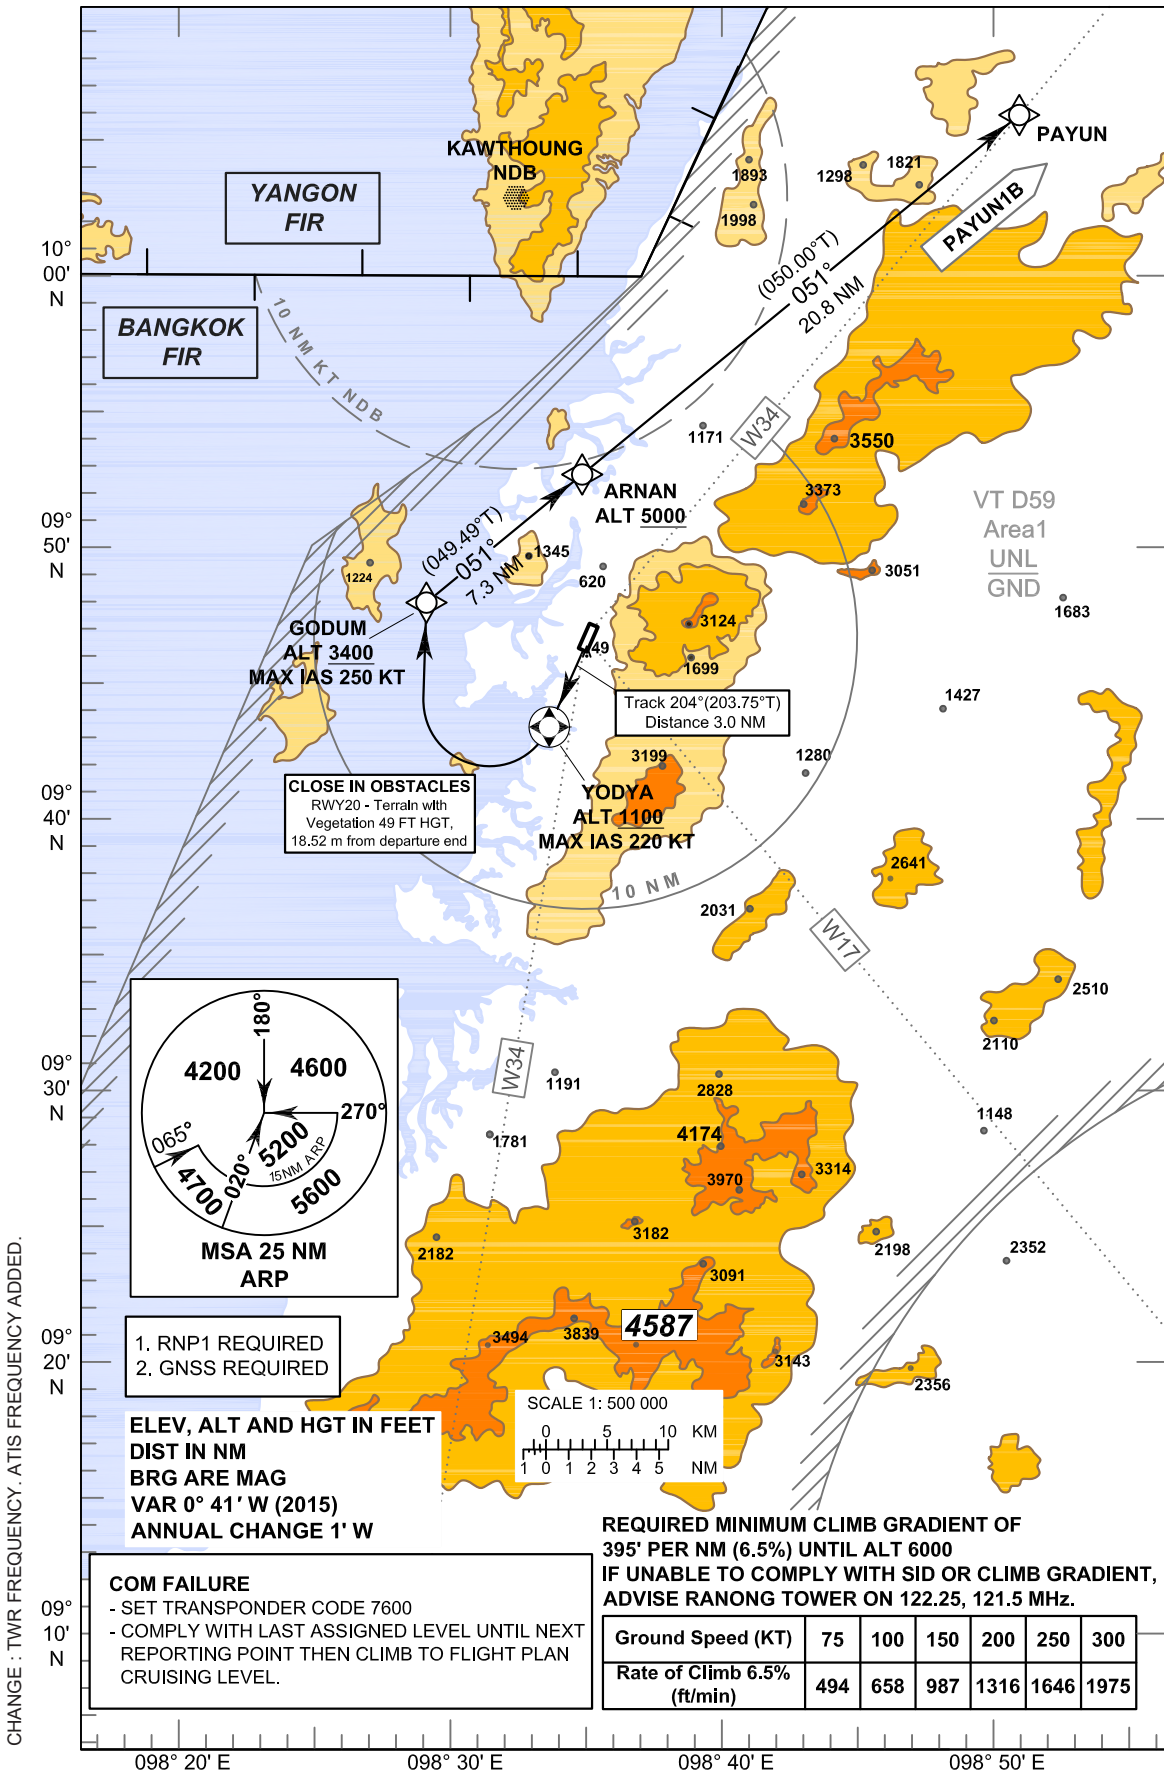 KAWTHOUNG
NDB
YANGON
FIR
BANGKOK
FIR
10°
00'
N
10 NM KT NDB
PAYUN
PAYUN1B
1893
1998
1298
1821
(050.00°T)
051°
20.8 NM
W34
1171
3550
3373
3051
ARNAN
ALT 5000
VT D59
Area1
UNL
GND
1683
09°
50'
N
1224
(049.49°T)
051°
7.3 NM
1345
620
GODUM
ALT 3400
MAX IAS 250 KT
49
3124
1699
Track 204°(203.75°T)
Distance 3.0 NM
1427
1280
3199
YODYA
ALT 1100
MAX IAS 220 KT
CLOSE IN OBSTACLES
RWY20 - Terrain with
Vegetation 49 FT HGT,
18.52 m from departure end
09°
40'
N
10 NM
2641
2031
W17
2510
2110
180°
4200
4600
270°
065°
020°
5200
15NM ARP
4700
5600
MSA 25 NM
ARP
09°
30'
N
W34
1191
1781
2828
4174
3970
3314
1148
2182
3182
2198
2352
3091
4587
3494
3839
3143
2356
09°
20'
N
1. RNP1 REQUIRED
2. GNSS REQUIRED
SCALE 1: 500 000
0 5 10 KM
1 0 1 2 3 4 5 NM
ELEV, ALT AND HGT IN FEET
DIST IN NM
BRG ARE MAG
VAR 0° 41' W (2015)
ANNUAL CHANGE 1' W
REQUIRED MINIMUM CLIMB GRADIENT OF
395' PER NM (6.5%) UNTIL ALT 6000
IF UNABLE TO COMPLY WITH SID OR CLIMB GRADIENT,
ADVISE RANONG TOWER ON 122.25, 121.5 MHz.
COM FAILURE
- SET TRANSPONDER CODE 7600
- COMPLY WITH LAST ASSIGNED LEVEL UNTIL NEXT
REPORTING POINT THEN CLIMB TO FLIGHT PLAN
CRUISING LEVEL.
09°
10'
N
Ground Speed (KT) 75 100 150 200 250 300
Rate of Climb 6.5%
(ft/min) 494 658 987 1316 1646 1975
098° 20' E
098° 30' E
098° 40' E
098° 50' E
CHANGE : TWR FREQUENCY. ATIS FREQUENCY ADDED.